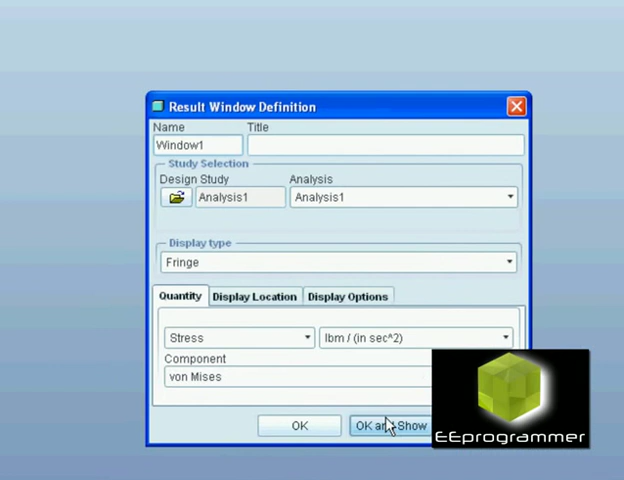 Result Window Definition
Name Title
Window1
Study Selection
Design Study Analysis
Analysis1 Analysis1
Display type
Fringe
Quantity Display Location Display Options
Stress lbm / (in sec^2)
Component
von Mises
OK OK and Show
EEprogrammer